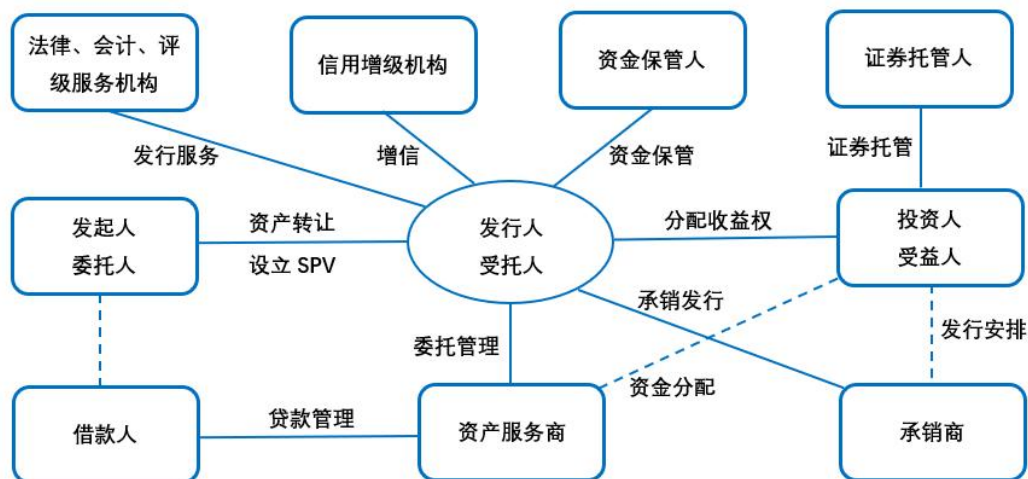 法律、会计、评
级服务机构
信用增级机构
资金保管人
证券托管人
发行服务
增信
资金保管
证券托管
发起人
委托人
资产转让
设立 SPV
发行人
受托人
分配收益权
投资人
受益人
承销发行
发行安排
委托管理
资金分配
借款人
贷款管理
资产服务商
承销商